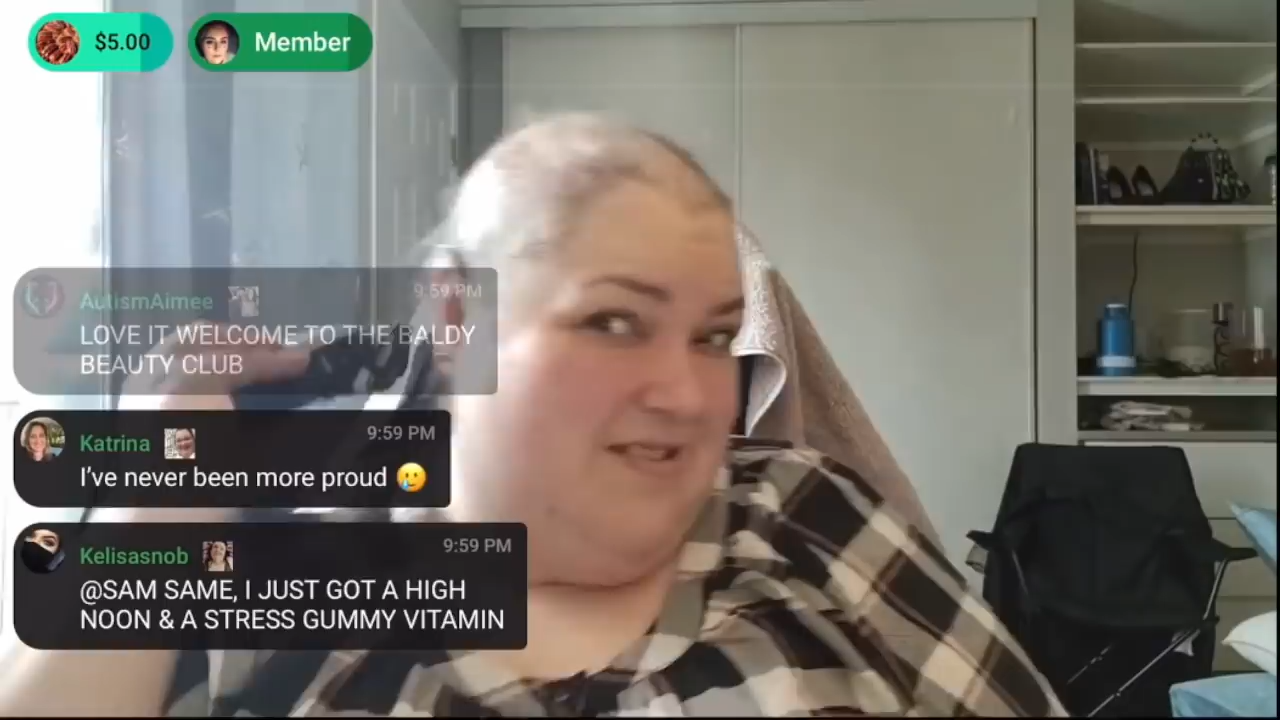 $5.00
Member
AutismAimee
9:59 PM
LOVE IT WELCOME TO THE BALDY
BEAUTY CLUB
Katrina
9:59 PM
I’ve never been more proud 🥲
Kelisasnob
9:59 PM
@SAM SAME, I JUST GOT A HIGH
NOON & A STRESS GUMMY VITAMIN